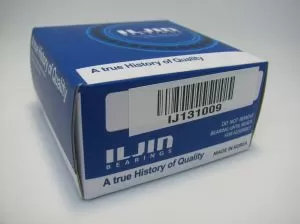 ILJIN
BEARINGS
A true History of Quality
IJ131009
DO NOT REMOVE
BEARING UNTIL READY
FOR ASSEMBLY
ILJIN
BEARINGS
MADE IN KOREA
A true History of Quality